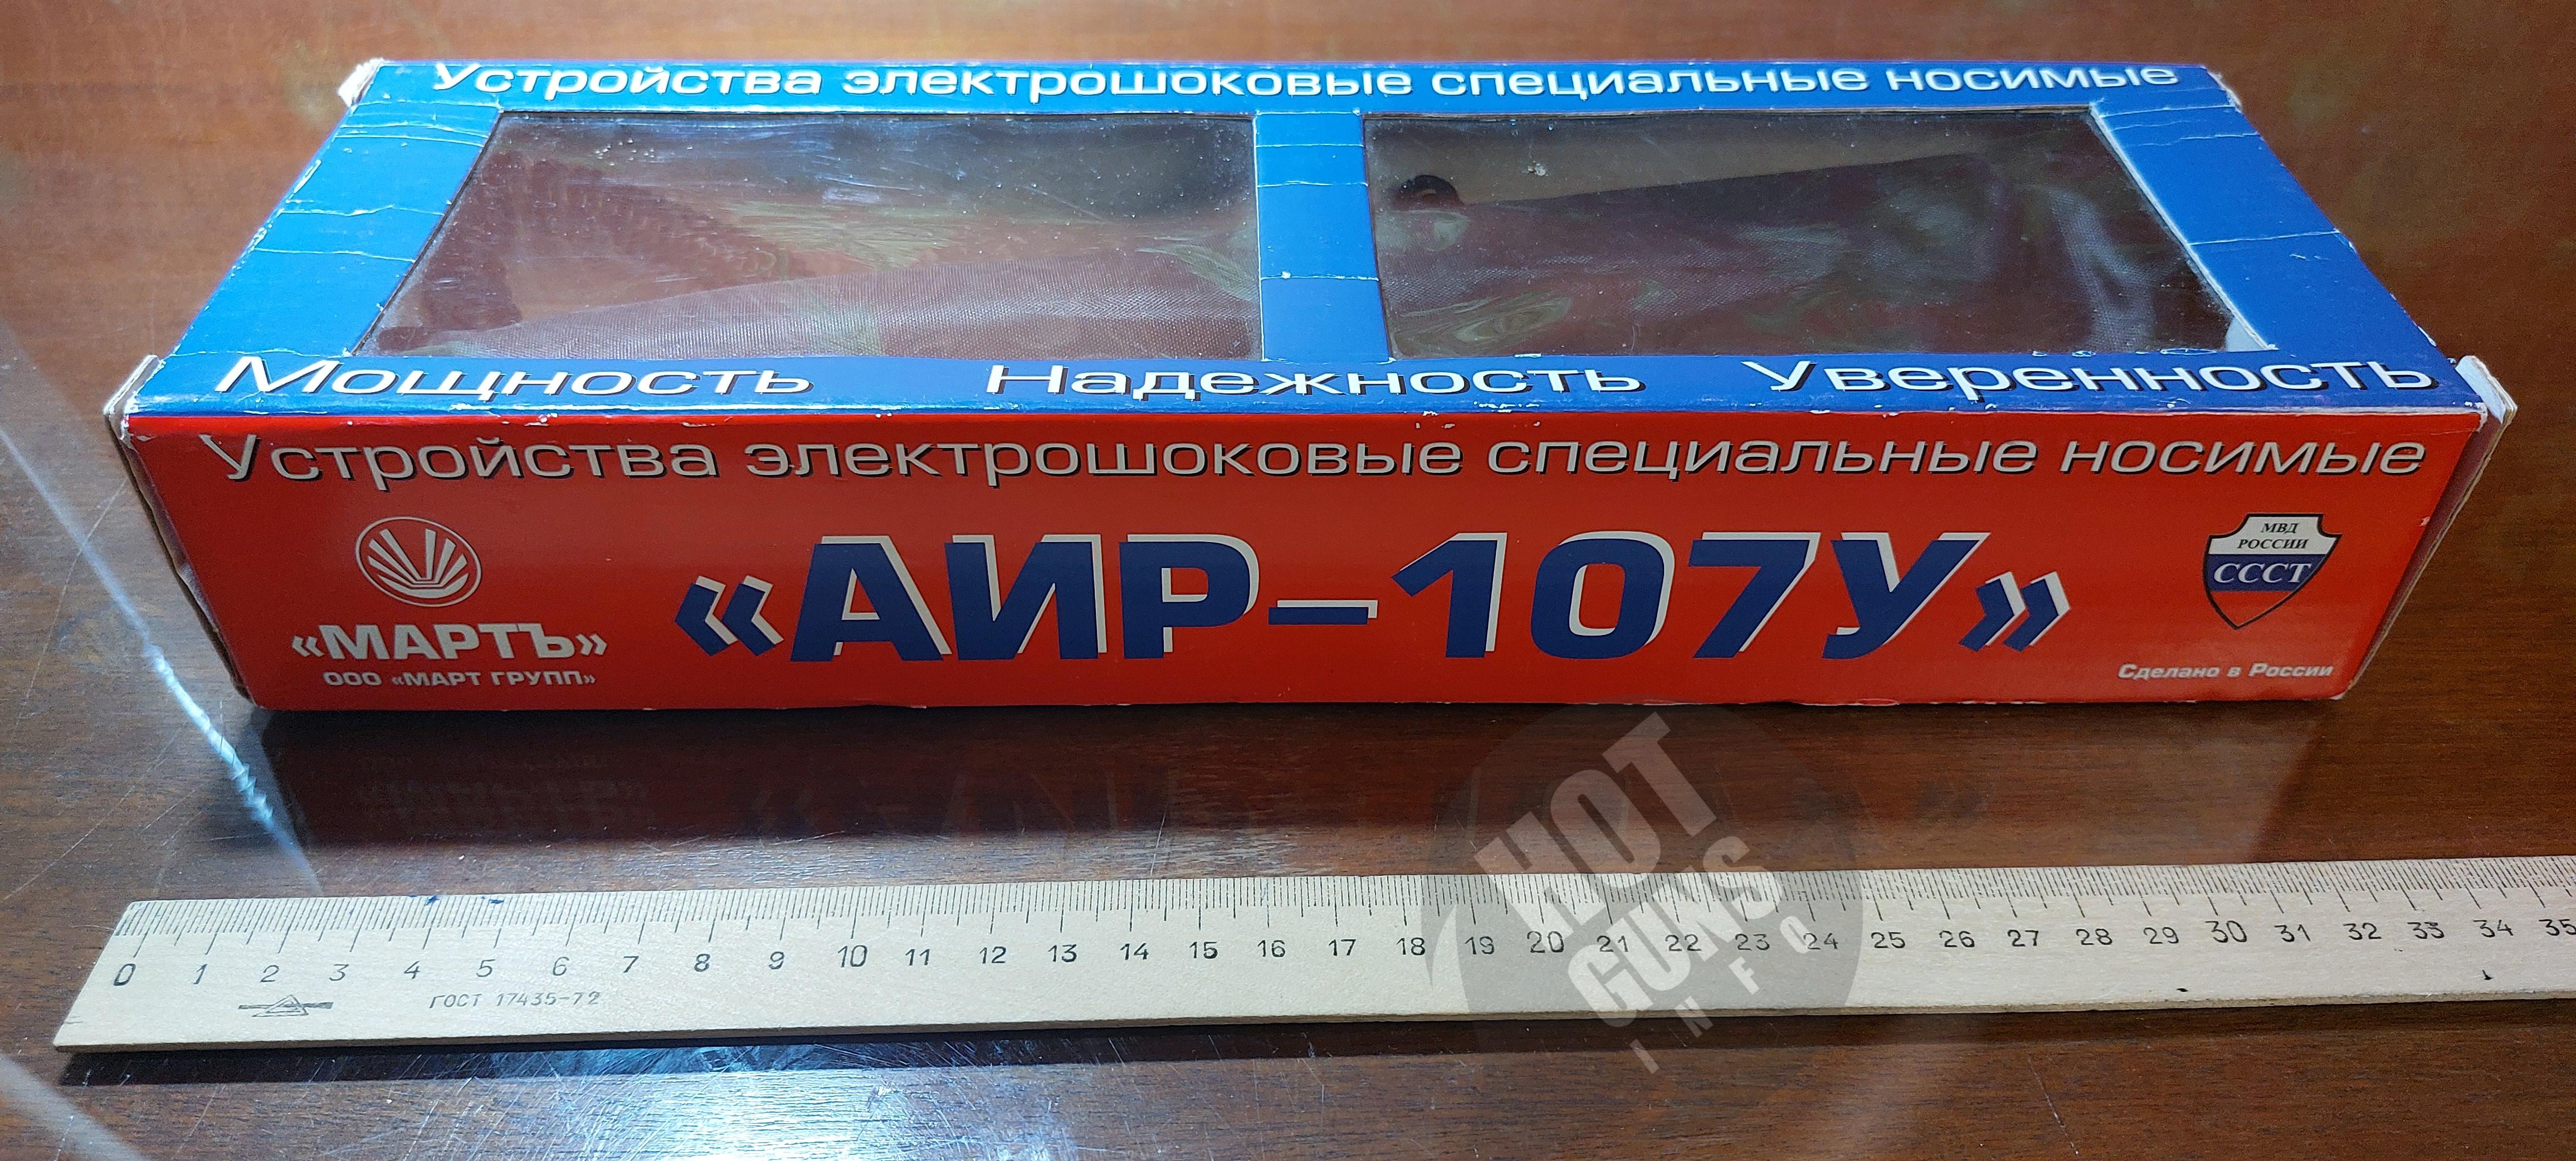 Устройства электрошоковые специальные носимые
Мощность Надежность Уверенность
Устройства электрошоковые специальные носимые
«МАРТЪ»
ООО «МАРТ ГРУПП»
«АИР-107У»
МВД
РОССИИ
СССТ
Сделано в России
0 1 2 3 4 5 6 7 8 9 10 11 12 13 14 15 16 17 18 19 20 21 22 23 24 25 26 27 28 29 30 31 32 33 34 35
ГОСТ 17435-72
HOT
GUNS
INFO